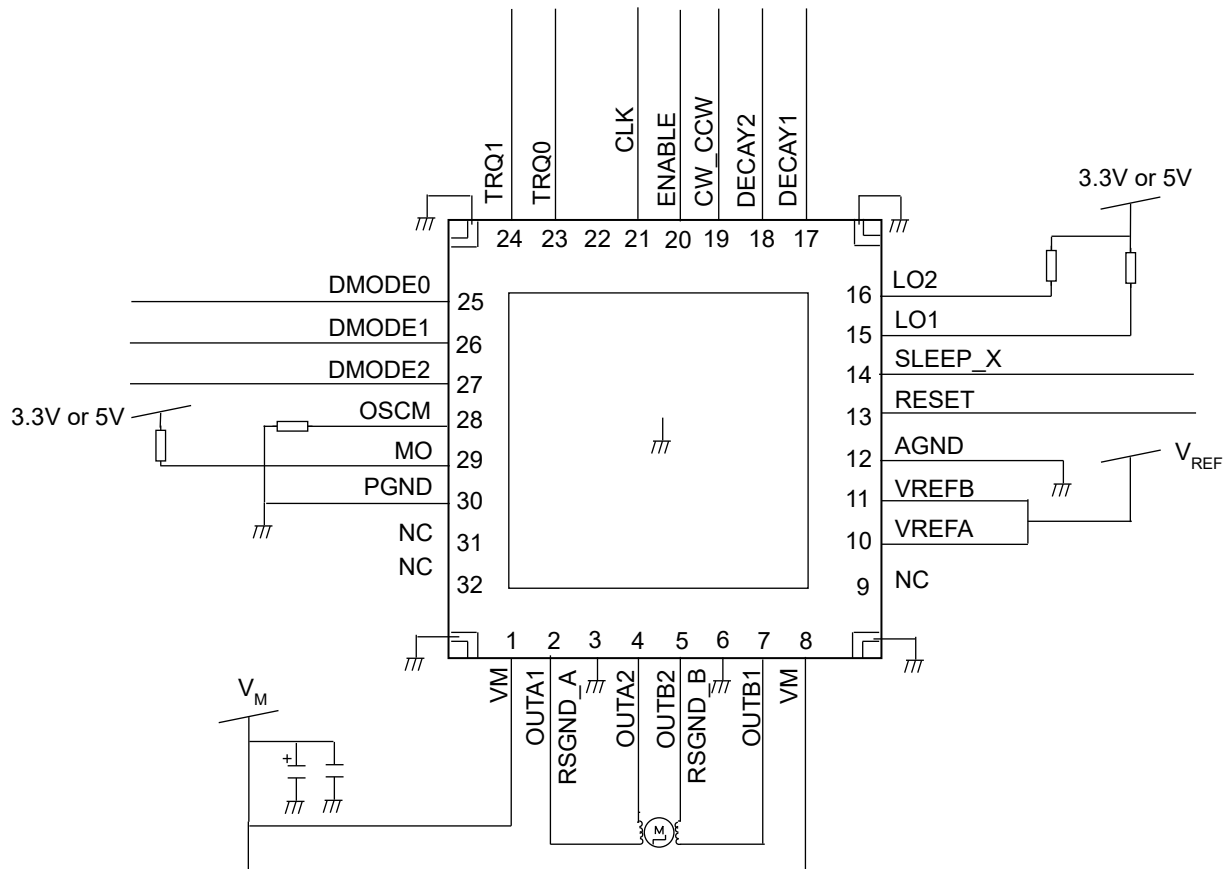 TRQ1
TRQ0
CLK
ENABLE
CW_CCW
DECAY2
DECAY1
3.3V or 5V
24
23
22
21
20
19
18
17
DMODE0
25
DMODE1
26
DMODE2
27
3.3V or 5V
OSCM
28
MO
29
PGND
30
NC
31
NC
32
16
LO2
15
LO1
14
SLEEP_X
13
RESET
12
AGND
VREF
11
VREFB
10
VREFA
9
NC
1
2
3
4
5
6
7
8
VM
OUTA1
RSGND_A
OUTA2
OUTB2
RSGND_B
OUTB1
VM
VM
+
M